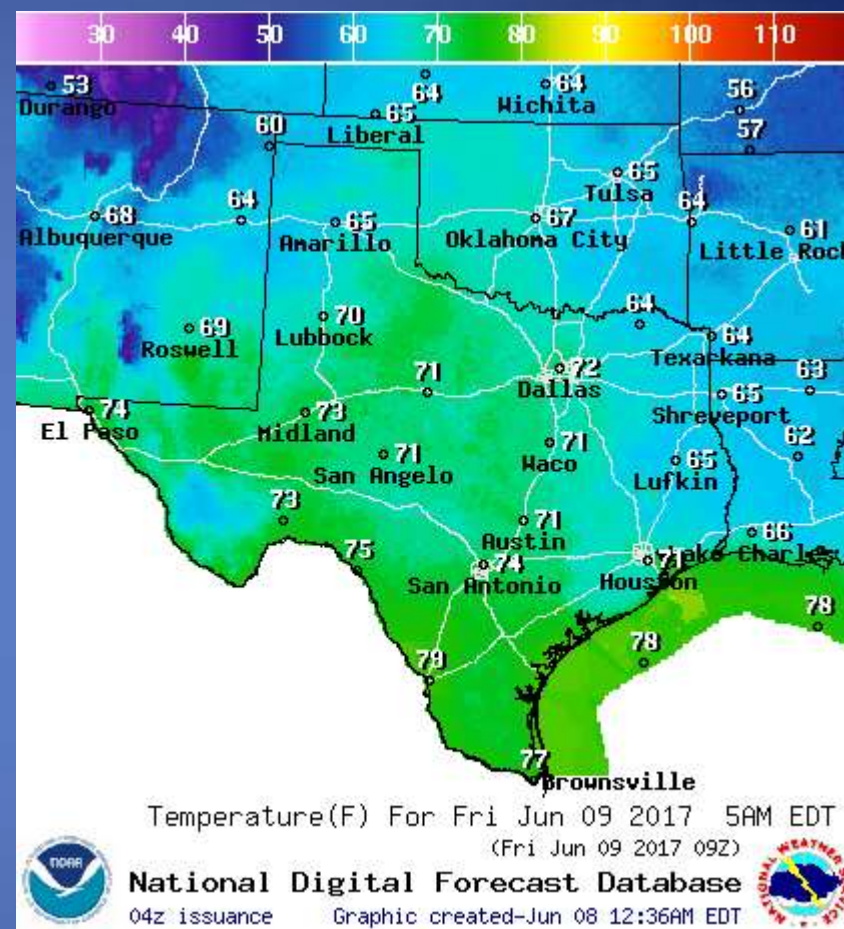 30 40 50 60 70 80 90 100 110
53
Durango
64
64
Wichita
56
65
Liberal
60
57
65
Tulsa
68
Albuquerque
64
65
Amarillo
67
Oklahoma City
64
61
Little Rock
69
Roswell
70
Lubbock
64
64
Texarkana
72
Dallas
71
63
65
Shreveport
74
El Paso
73
Midland
71
San Angelo
71
Waco
65
Lufkin
62
73
71
Austin
66
Lake Charles
75
74
San Antonio
71
Houston
78
78
79
77
Brownsville
Temperature(F) For Fri Jun 09 2017 5AM EDT
(Fri Jun 09 2017 09Z)
National Digital Forecast Database
04z issuance Graphic created-Jun 08 12:36AM EDT
NOAA
NATIONAL WEATHER SERVICE